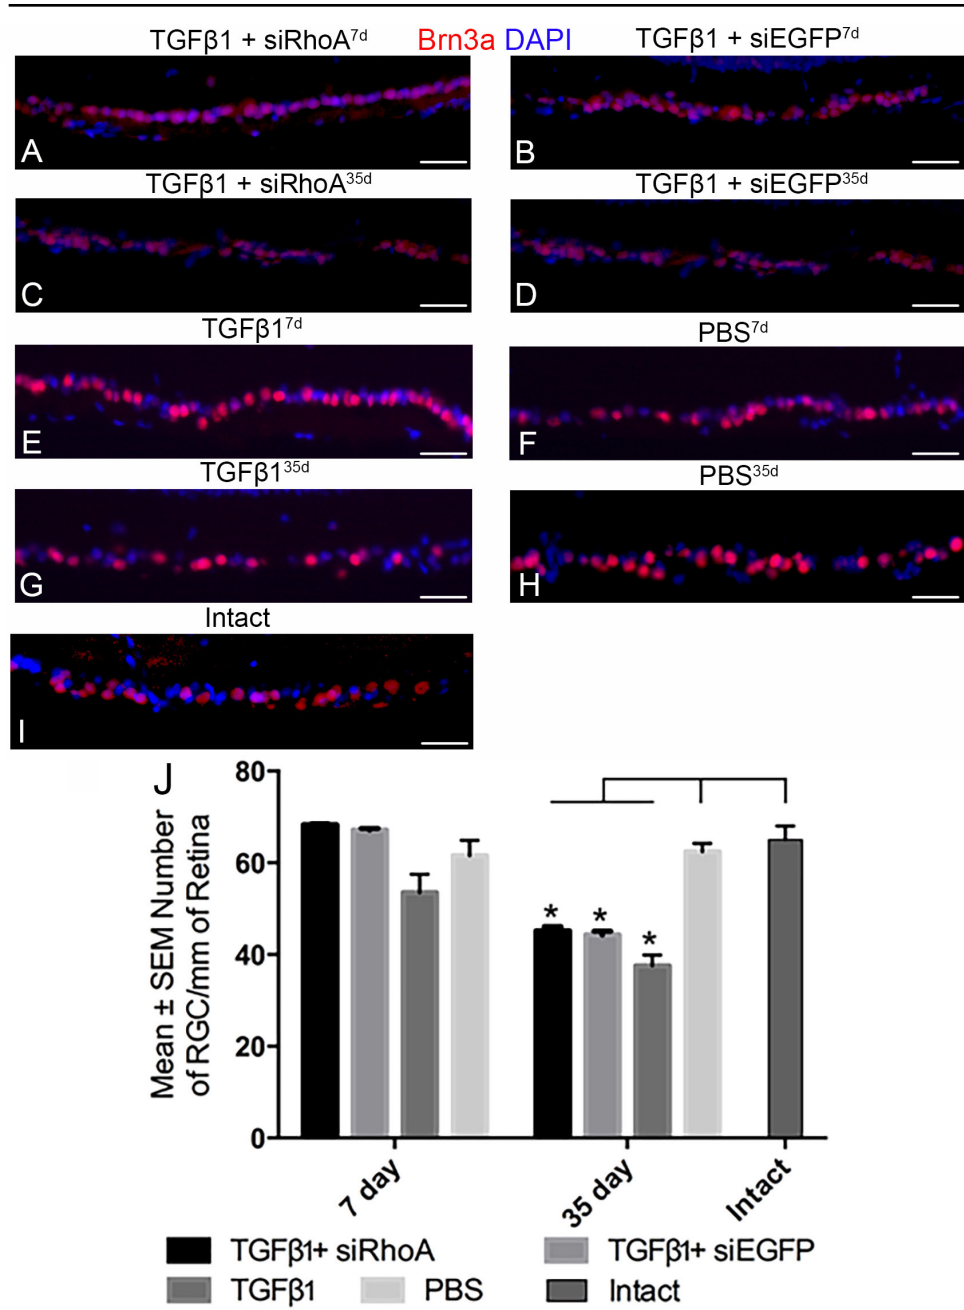 TGFβ1 + siRhoA7d Brn3a DAPI TGFβ1 + siEGFP7d
A B
TGFβ1 + siRhoA35d TGFβ1 + siEGFP35d
C D
TGFβ17d PBS7d
E F
TGFβ135d PBS35d
G H
Intact
I
J
Mean ± SEM Number
of RGC/mm of Retina
80
60
40
20
0
* * *
7 day 35 day Intact
TGFβ1+ siRhoA TGFβ1+ siEGFP
TGFβ1 PBS Intact